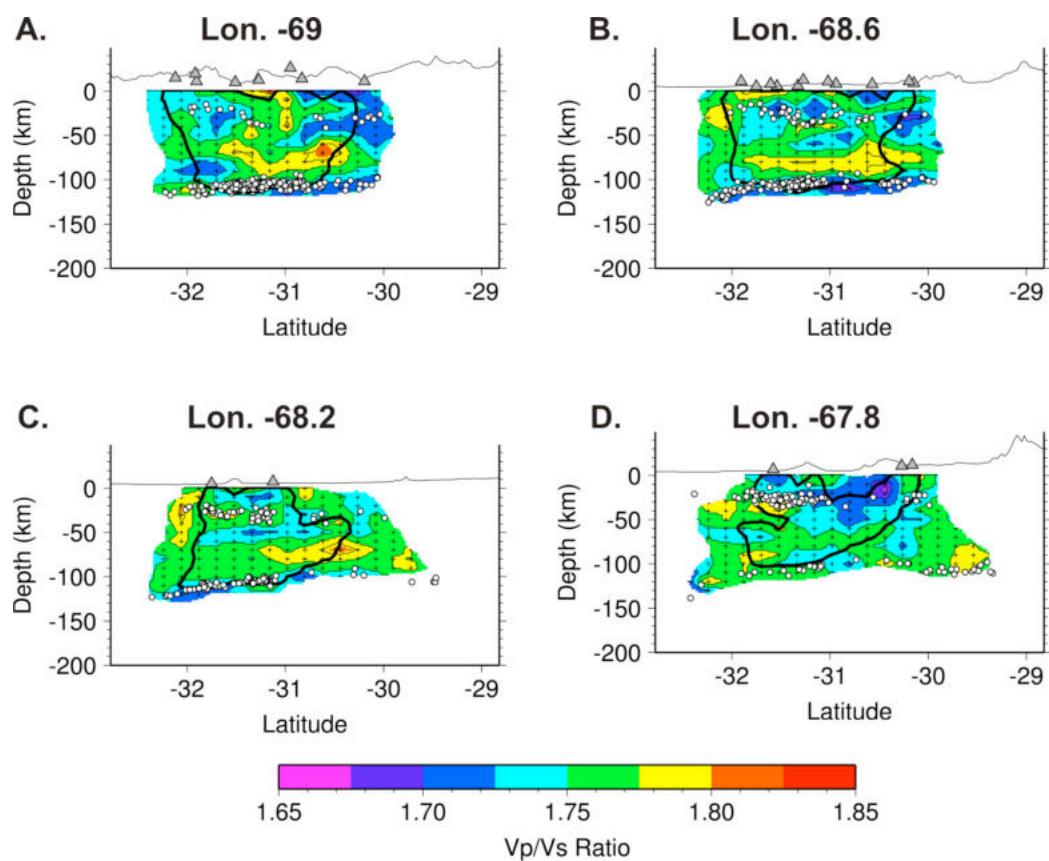 A. Lon. -69
B. Lon. -68.6
Depth (km)
0
-50
-100
-150
-200
-32 -31 -30 -29
Latitude
Depth (km)
0
-50
-100
-150
-200
-32 -31 -30 -29
Latitude
C. Lon. -68.2
D. Lon. -67.8
Depth (km)
0
-50
-100
-150
-200
-32 -31 -30 -29
Latitude
Depth (km)
0
-50
-100
-150
-200
-32 -31 -30 -29
Latitude
1.65 1.70 1.75 1.80 1.85
Vp/Vs Ratio